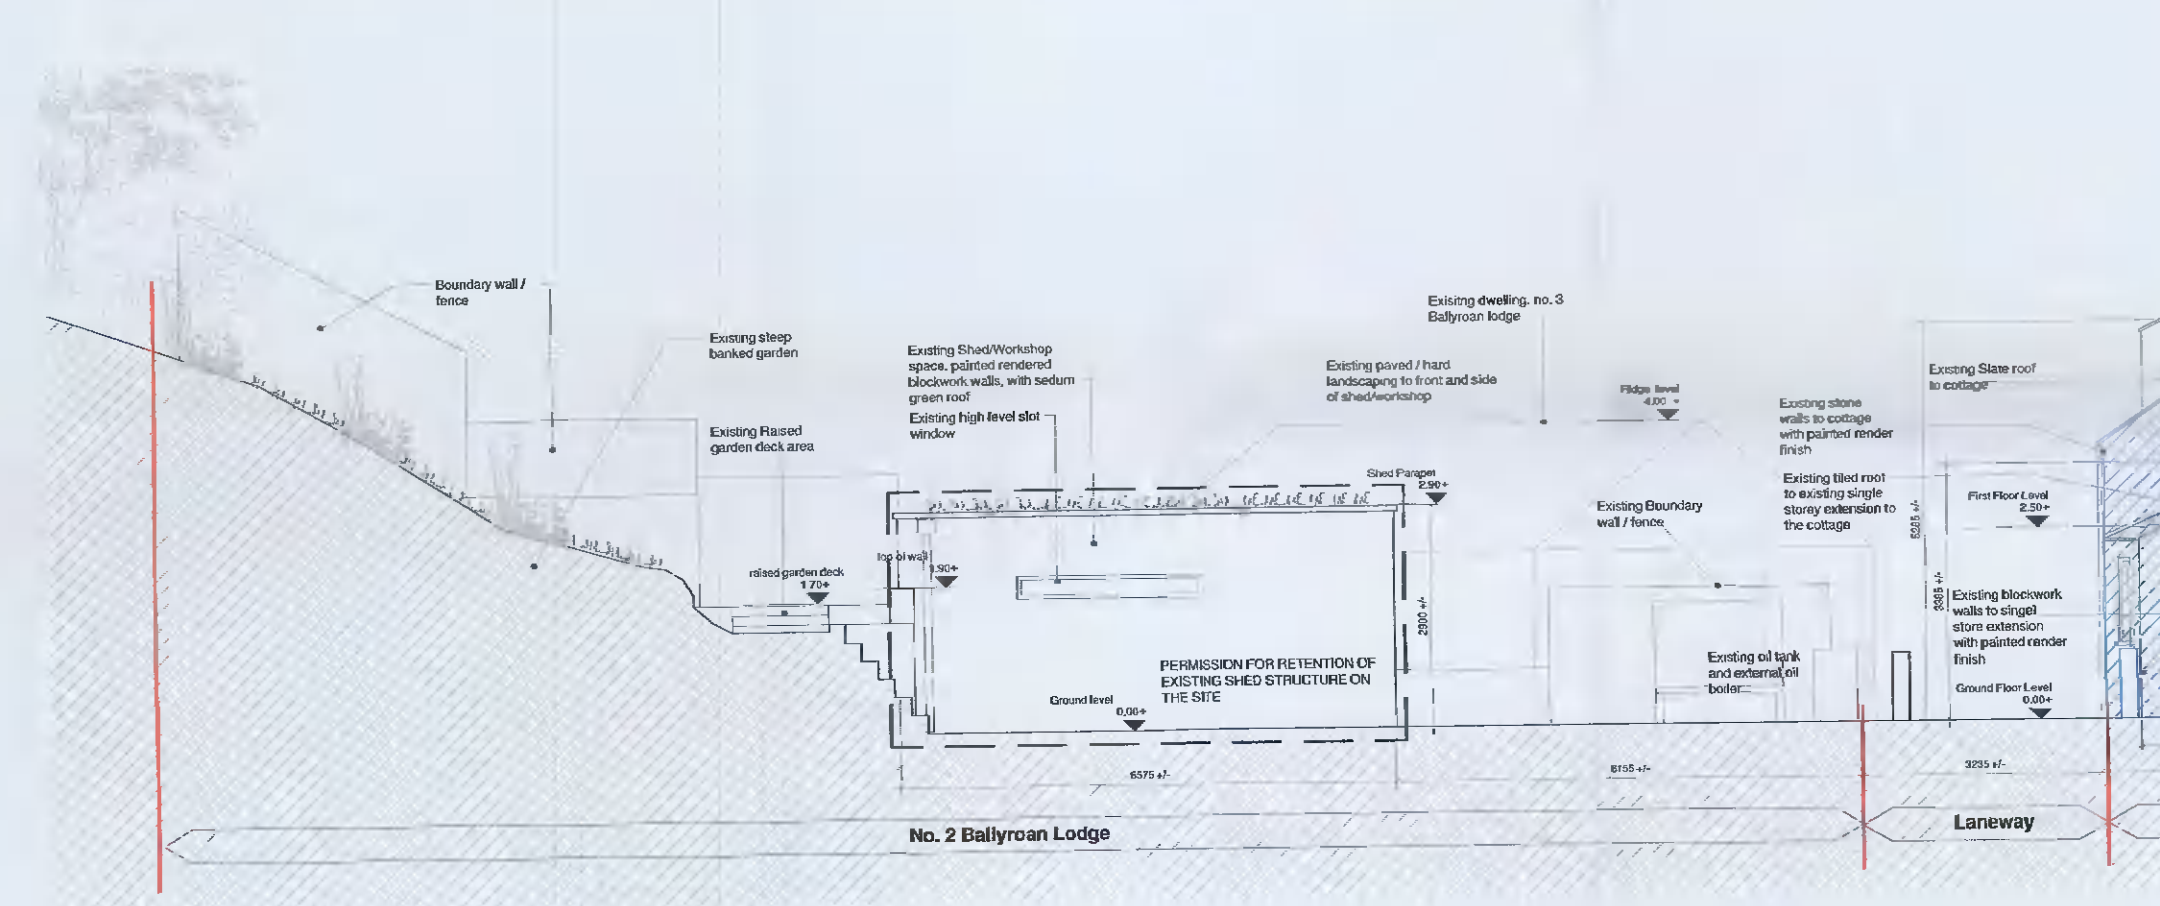 Boundary wall /
fence
Existing steep
banked garden
Existing Raised
garden deck area
Existing Shed/Workshop
space. painted rendered
blockwork walls, with sedum
green roof
Existing high level slot
window
Exisitng dwelling. no. 3
Ballyroan lodge
Existing paved / hard
landscaping to front and side
of shed/workshop
Ridge level
4.00 +
Existing stone
walls to cottage
with painted render
finish
Existing Slate roof
to cottage
Shed Parapet
2.90+
Existing tiled roof
to existing single
storey extension to
the cottage
First Floor Level
2.50+
Existing Boundary
wall / fence
top of wall
1.90+
raised garden deck
1.70+
2900 +/-
5285 +/-
3385 +/-
Existing blockwork
walls to singel
store extension
with painted render
finish
PERMISSION FOR RETENTION OF
EXISTING SHED STRUCTURE ON
THE SITE
Existing oil tank
and external oil
boiler
Ground level
0.00+
Ground Floor Level
0.00+
6575 +/-
6155 +/-
3235 +/-
No. 2 Ballyroan Lodge
Laneway